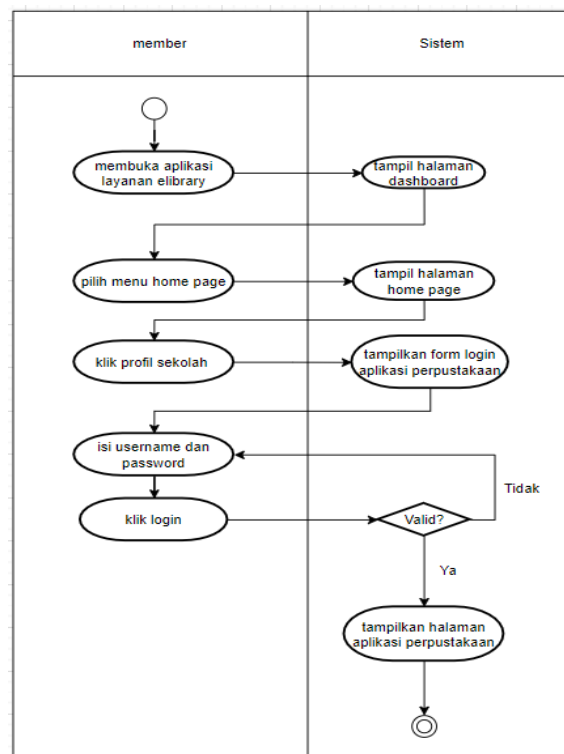 member
Sistem
membuka aplikasi
layanan elibrary
tampil halaman
dashboard
pilih menu home page
tampil halaman
home page
klik profil sekolah
tampilkan form login
aplikasi perpustakaan
isi username dan
password
Tidak
klik login
Valid?
Ya
tampilkan halaman
aplikasi perpustakaan